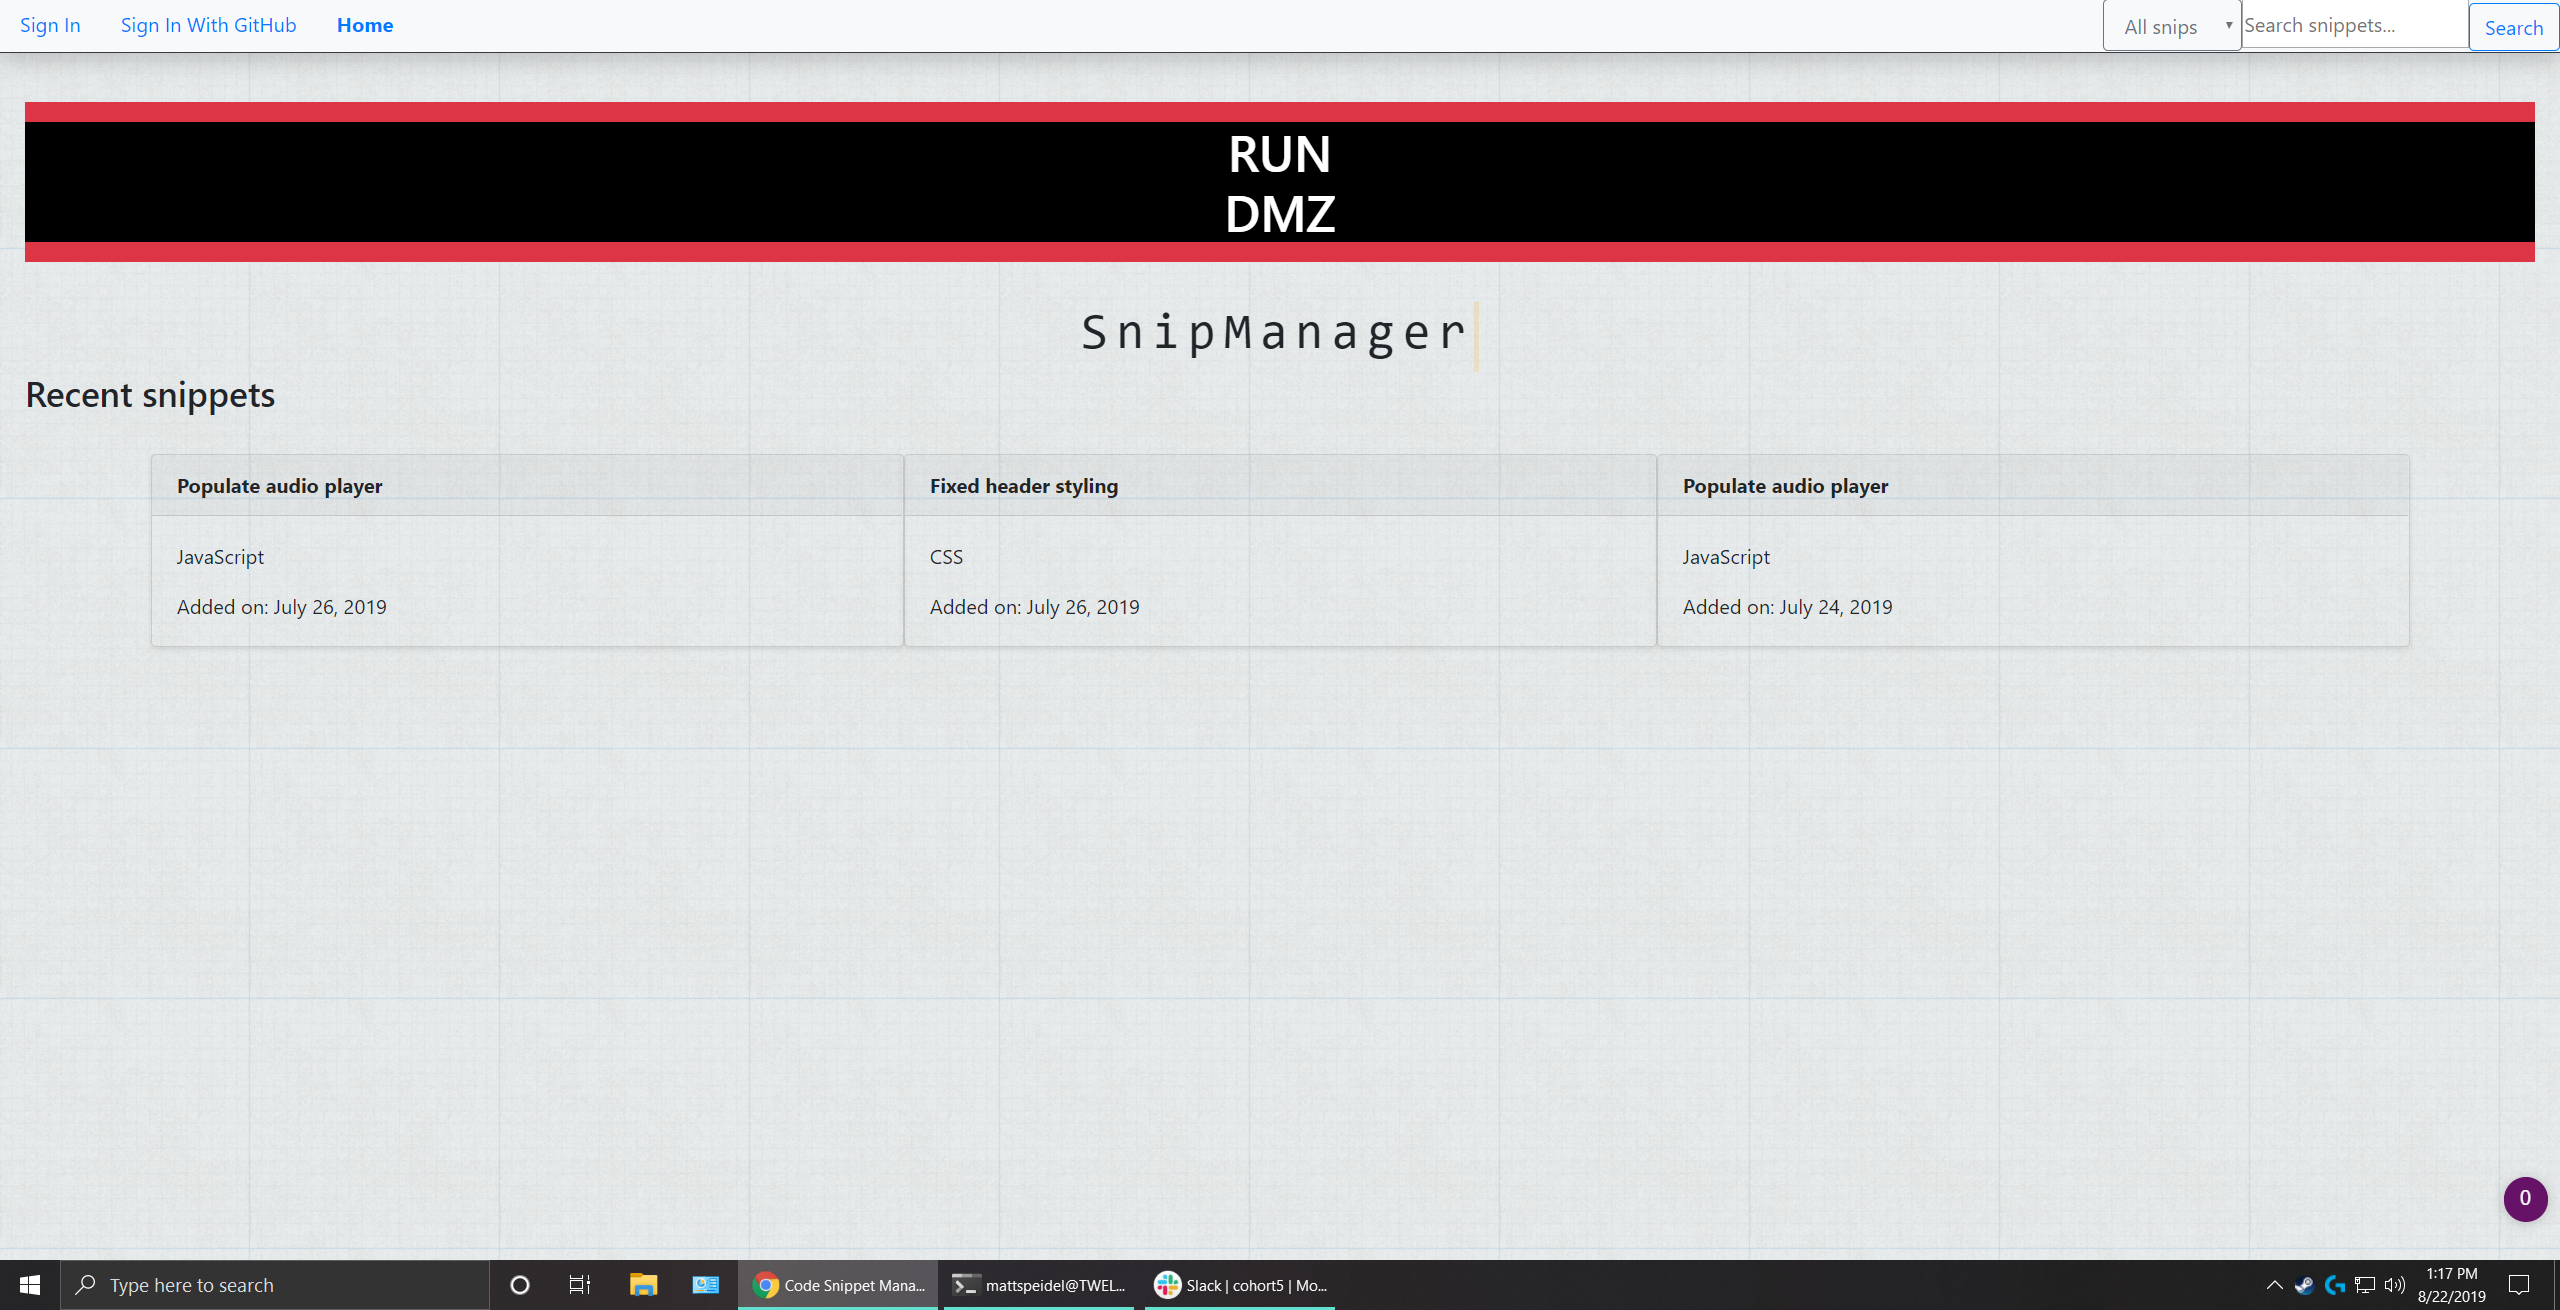 Sign In Sign In With GitHub Home All snips Search snippets... Search
RUN
DMZ
SnipManager
Recent snippets
Populate audio player
JavaScript
Added on: July 26, 2019
Fixed header styling
CSS
Added on: July 26, 2019
Populate audio player
JavaScript
Added on: July 24, 2019
0
Type here to search Code Snippet Mana... mattspeidel@TWEL... Slack | cohort5 | Mo... 1:17 PM
8/22/2019